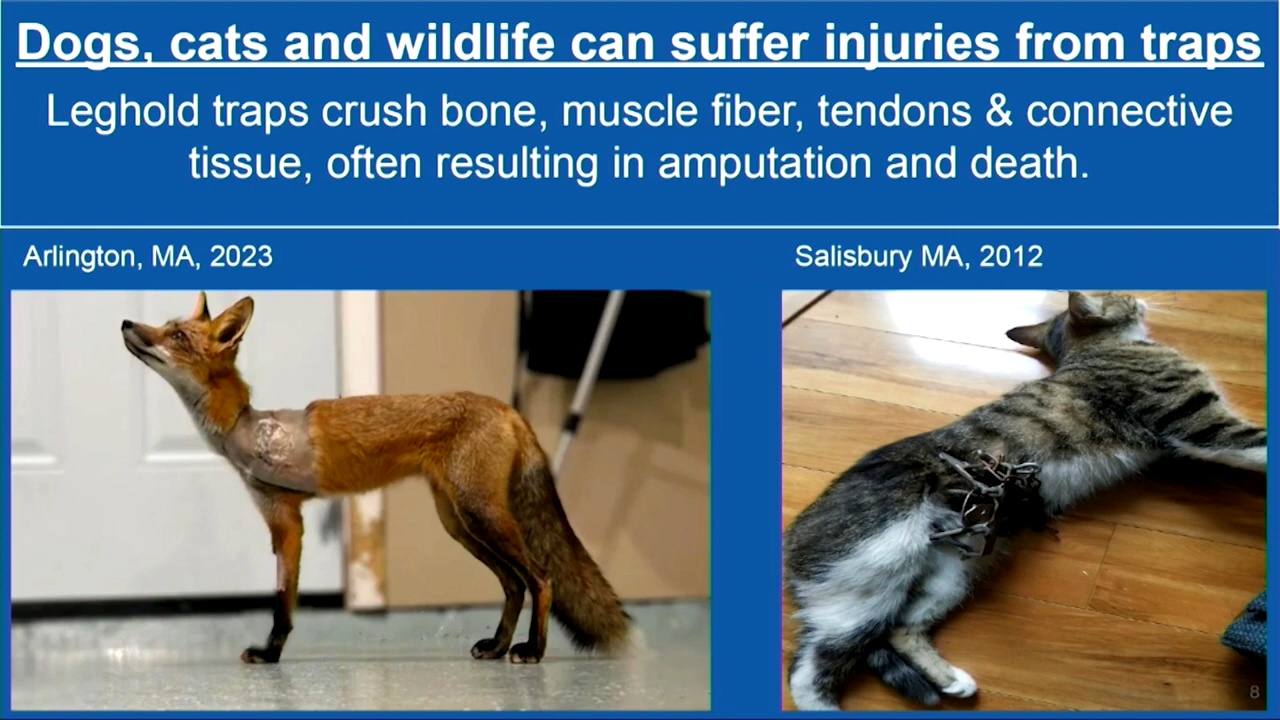 Dogs, cats and wildlife can suffer injuries from traps
Leghold traps crush bone, muscle fiber, tendons & connective
tissue, often resulting in amputation and death.
Arlington, MA, 2023
Salisbury MA, 2012
8